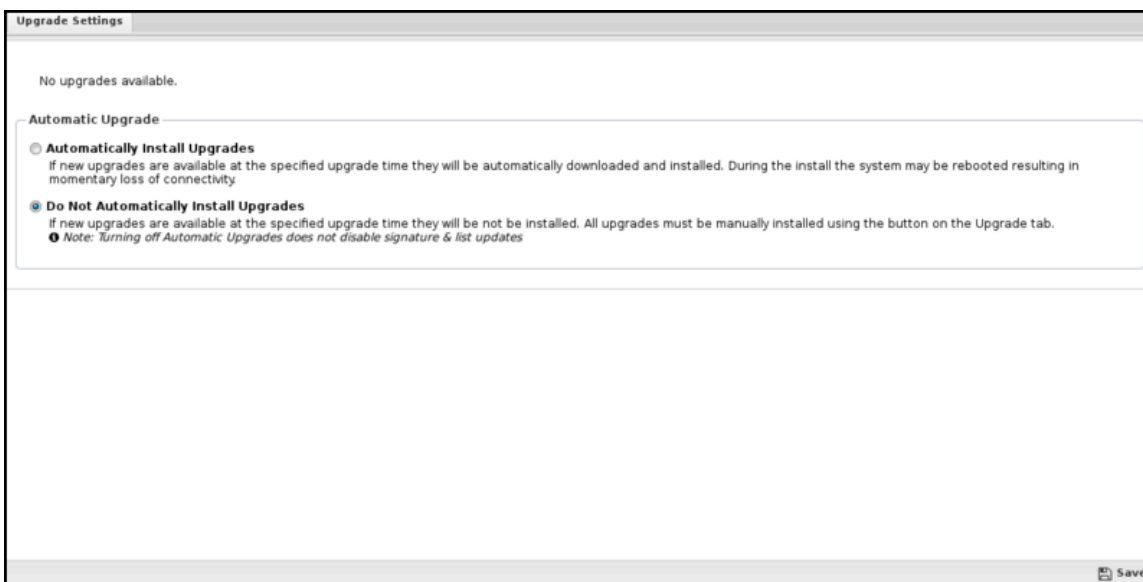 Upgrade Settings
No upgrades available.
Automatic Upgrade
Automatically Install Upgrades
If new upgrades are available at the specified upgrade time they will be automatically downloaded and installed. During the install the system may be rebooted resulting in
momentary loss of connectivity.
Do Not Automatically Install Upgrades
If new upgrades are available at the specified upgrade time they will be not be installed. All upgrades must be manually installed using the button on the Upgrade tab.
Note: Turning off Automatic Upgrades does not disable signature & list updates
Save